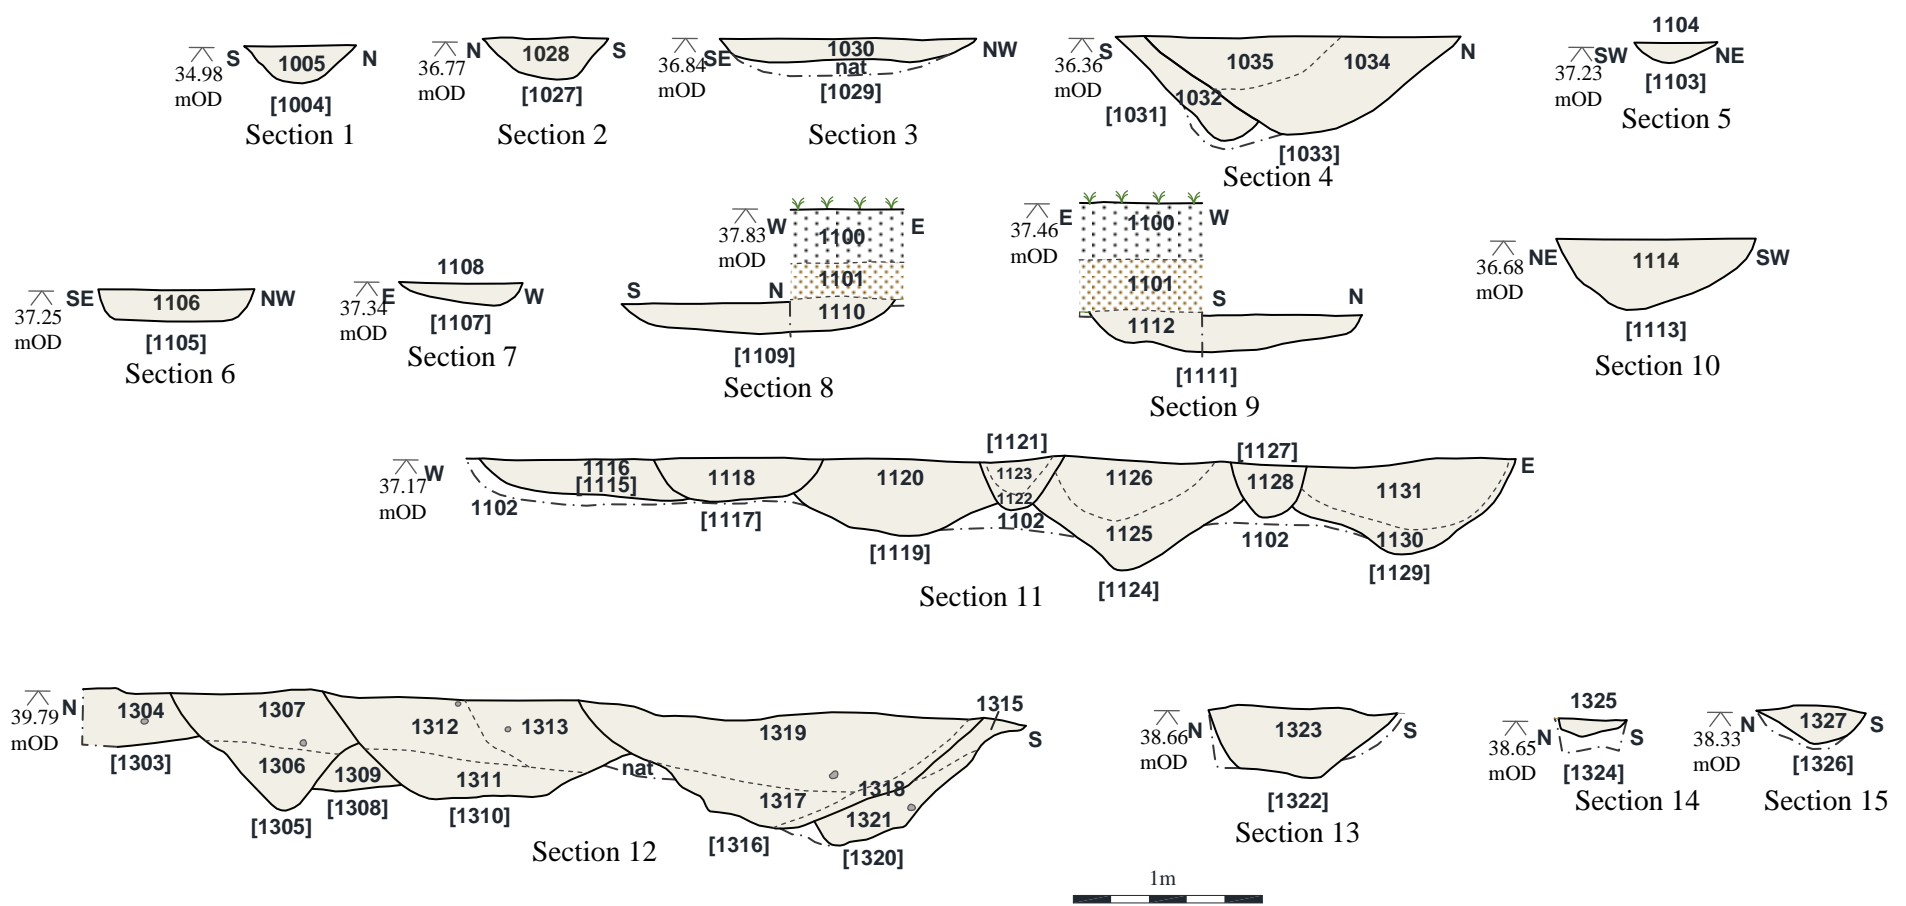 S 1005 N
34.98
mOD
[1004]
Section 1
N 1028 S
36.77
mOD
[1027]
Section 2
SE 1030 NW
36.84
nat
[1029]
mOD
Section 3
S 1035 1034 N
36.36
mOD
1032
[1031]
[1033]
Section 4
1104
SW NE
37.23
mOD
[1103]
Section 5
SE 1106 NW
37.25
mOD
[1105]
Section 6
1108
E W
37.34
mOD
[1107]
Section 7
W 1100 E
37.83
mOD
1101
S N
1110
[1109]
Section 8
E 1100 W
37.46
mOD
1101
S N
1112
[1111]
Section 9
NE 1114 SW
36.68
mOD
[1113]
Section 10
[1121] [1127]
W 1116 1118 1120 1123 1126 1128 1131 E
37.17
mOD
[1115]
1102 1122
[1117] 1102 1125 1102 1130
[1119] [1124] [1129]
Section 11
1315
N 1304 1307 1312 1313 1319 S
39.79
mOD
[1303] 1306 1309 1311 nat 1317 1318
[1305] [1308] [1310] 1321
[1316] [1320]
Section 12
N 1323 S
38.66
mOD
[1322]
Section 13
1325
N S
38.65
mOD
[1324]
Section 14
N 1327 S
38.33
mOD
[1326]
Section 15
1m